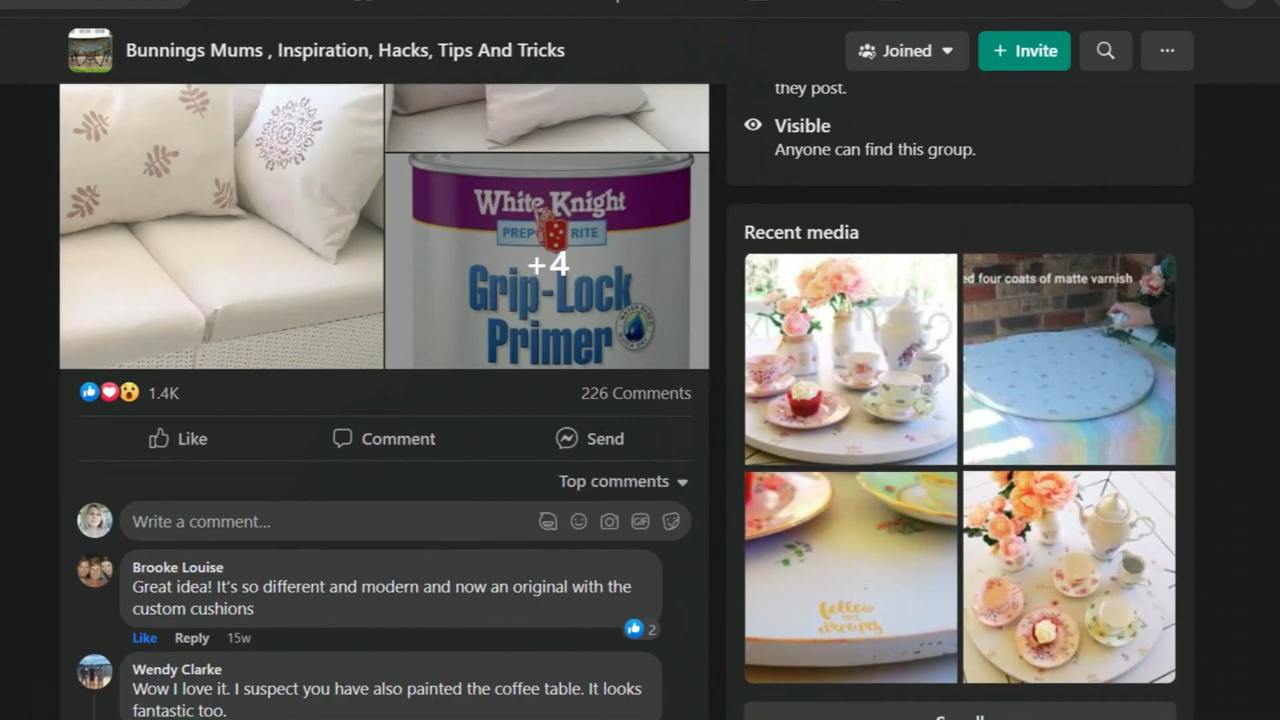 Bunnings Mums , Inspiration, Hacks, Tips And Tricks
Joined
+ Invite
they post.
Visible
Anyone can find this group.
White Knight
PREP RITE
+4
Grip-Lock
Primer
1.4K
226 Comments
Like
Comment
Send
Top comments
Write a comment...
GIF
Brooke Louise
Great idea! It's so different and modern and now an original with the
custom cushions
Like Reply 15w
2
Wendy Clarke
Wow I love it. I suspect you have also painted the coffee table. It looks
fantastic too.
Recent media
ed four coats of matte varnish
follow
dreams